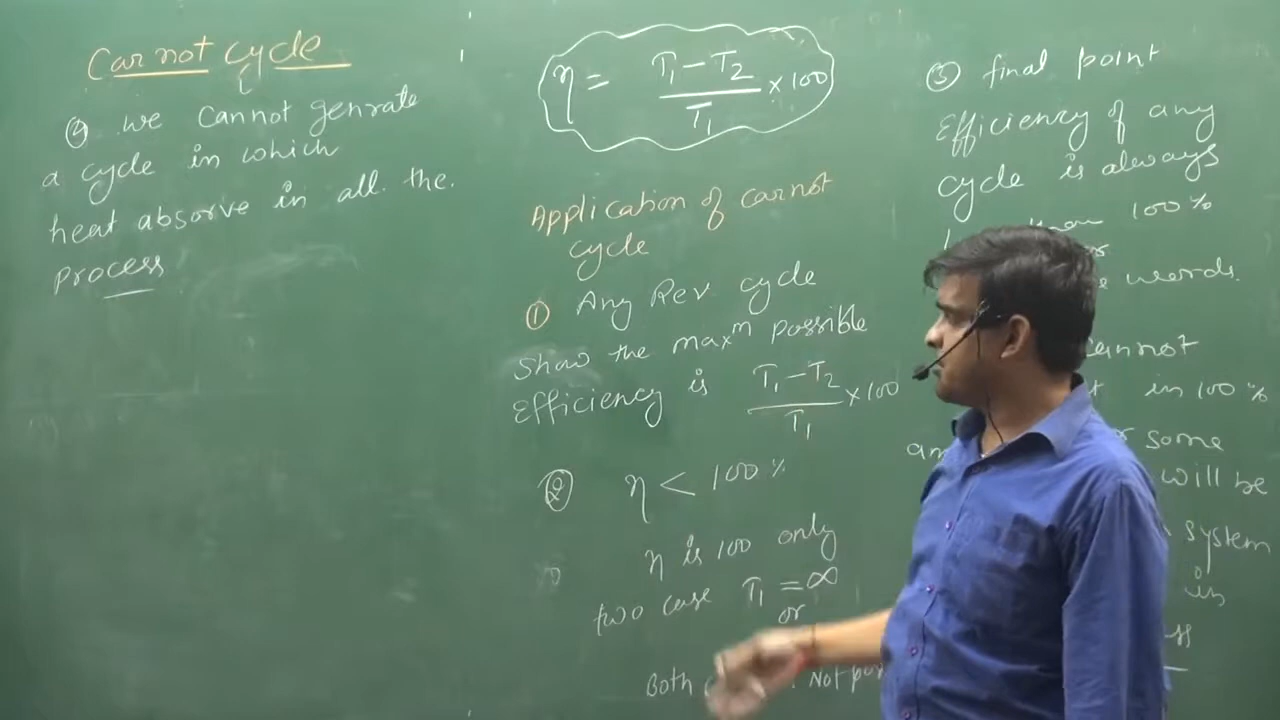 Carnot cycle
④ we cannot genrate
a cycle in which
heat absorve in all the.
process
η = T₁ - T₂ / T₁ × 100
Application of carnot
cycle
① Any Rev cycle
Show the maxᵐ possible
Efficiency is T₁ - T₂ / T₁ × 100
② η < 100 %
η is 100 only
two case T₁ = ∞
or
Both Not
③ final point
Efficiency of any
cycle is always
100 %
words.
cannot
in 100 %
some
will be
system
is